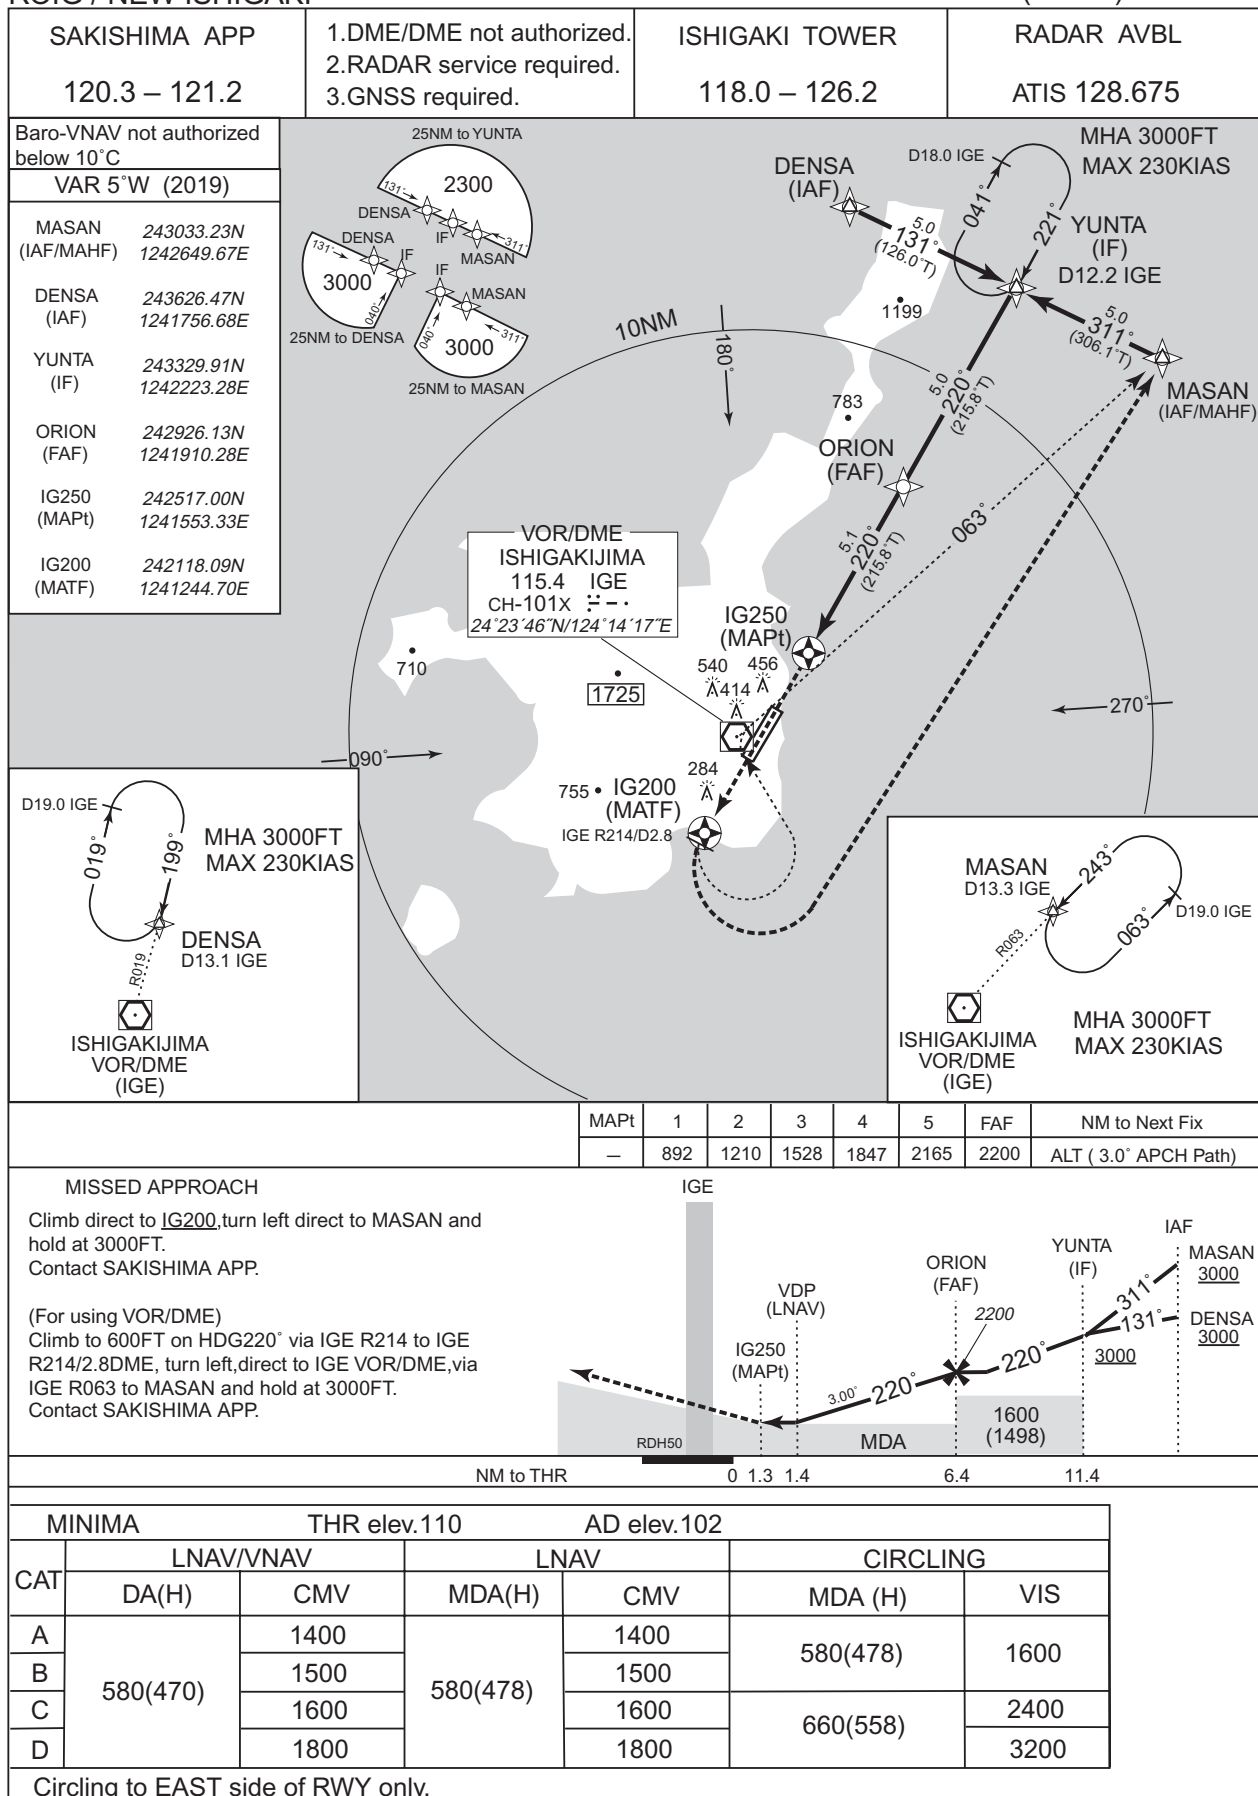 SAKISHIMA APP
120.3 – 121.2
1.DME/DME not authorized.
2.RADAR service required.
3.GNSS required.
ISHIGAKI TOWER
118.0 – 126.2
RADAR AVBL
ATIS 128.675
Baro-VNAV not authorized
below 10˚C
VAR 5˚W (2019)
MASAN 243033.23N
(IAF/MAHF) 1242649.67E
DENSA 243626.47N
(IAF) 1241756.68E
YUNTA 243329.91N
(IF) 1242223.28E
ORION 242926.13N
(FAF) 1241910.28E
IG250 242517.00N
(MAPt) 1241553.33E
IG200 242118.09N
(MATF) 1241244.70E
25NM to YUNTA
2300
131˚
DENSA
IF
MASAN
311˚
DENSA
131˚
IF
3000
040˚
25NM to DENSA
IF
MASAN
040˚
311˚
3000
25NM to MASAN
DENSA
(IAF)
D18.0 IGE
MHA 3000FT
MAX 230KIAS
041˚
221˚
YUNTA
(IF)
D12.2 IGE
5.0
131˚
(126.0˚T)
1199
5.0
311˚
(306.1˚T)
MASAN
(IAF/MAHF)
10NM
180˚
783
5.0
220˚
(215.8˚T)
ORION
(FAF)
063˚
5.1
220˚
(215.8˚T)
VOR/DME
ISHIGAKIJIMA
115.4 IGE
CH-101X
24˚23´46˝N/124˚14´17˝E
IG250
(MAPt)
710
1725
540
456
414
270˚
090˚
284
755
IG200
(MATF)
IGE R214/D2.8
D19.0 IGE
019˚
199˚
MHA 3000FT
MAX 230KIAS
DENSA
D13.1 IGE
R019
ISHIGAKIJIMA
VOR/DME
(IGE)
MASAN
D13.3 IGE
243˚
063˚
D19.0 IGE
R063
ISHIGAKIJIMA
VOR/DME
(IGE)
MHA 3000FT
MAX 230KIAS
MAPt 1 2 3 4 5 FAF NM to Next Fix
– 892 1210 1528 1847 2165 2200 ALT ( 3.0˚ APCH Path)
MISSED APPROACH
Climb direct to IG200,turn left direct to MASAN and
hold at 3000FT.
Contact SAKISHIMA APP.
(For using VOR/DME)
Climb to 600FT on HDG220˚ via IGE R214 to IGE
R214/2.8DME, turn left,direct to IGE VOR/DME,via
IGE R063 to MASAN and hold at 3000FT.
Contact SAKISHIMA APP.
IGE
IAF
MASAN
3000
DENSA
3000
YUNTA
(IF)
ORION
(FAF)
VDP
(LNAV)
IG250
(MAPt)
311˚
131˚
2200
3000
220˚
3.00˚
220˚
1600
(1498)
MDA
RDH50
NM to THR 0 1.3 1.4 6.4 11.4
MINIMA THR elev.110 AD elev.102
CAT LNAV/VNAV LNAV CIRCLING
DA(H) CMV MDA(H) CMV MDA (H) VIS
A 580(470) 1400 580(478) 1400 580(478) 1600
B 1500 1500
C 1600 1600 660(558) 2400
D 1800 1800 3200
Circling to EAST side of RWY only.